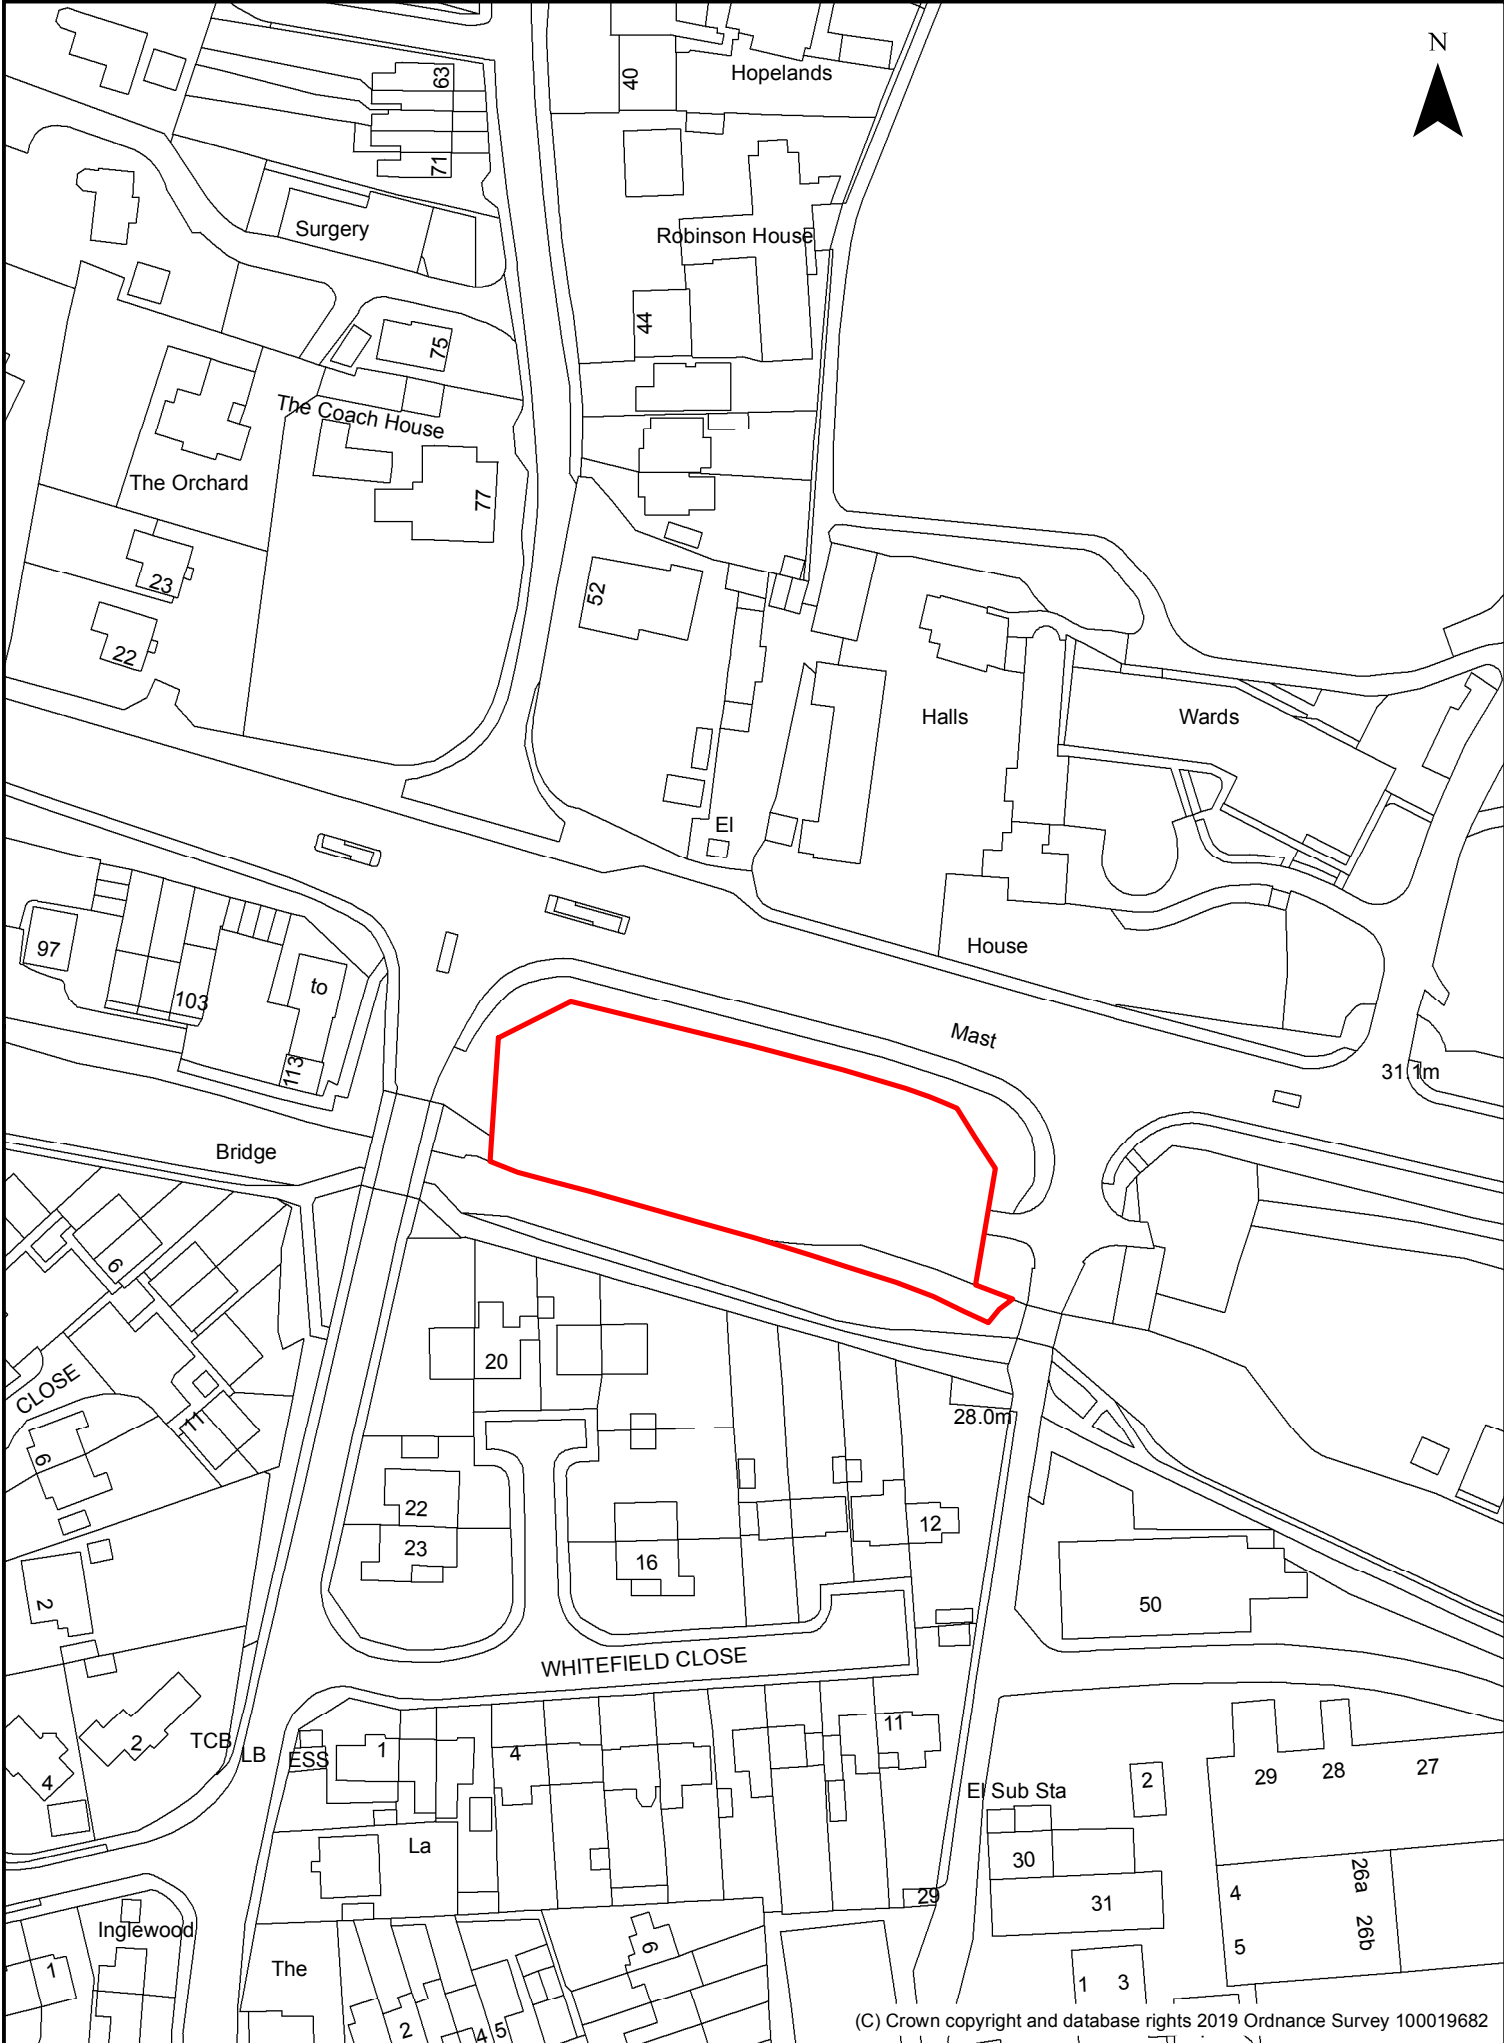 N
63
40
Hopelands
71
Surgery
Robinson House
44
75
The Coach House
The Orchard
77
23
52
22
Halls
Wards
El
97
103
to
House
Mast
113
31.1m
Bridge
6
20
CLOSE
11
28.0m
6
22
12
23
16
2
50
WHITEFIELD CLOSE
2
TCB
LB
ESS
1
4
11
4
El Sub Sta
2
29
28
27
La
30
26a
29
31
4
Inglewood
26b
6
5
1
The
1
3
2
4
5
(C) Crown copyright and database rights 2019 Ordnance Survey 100019682